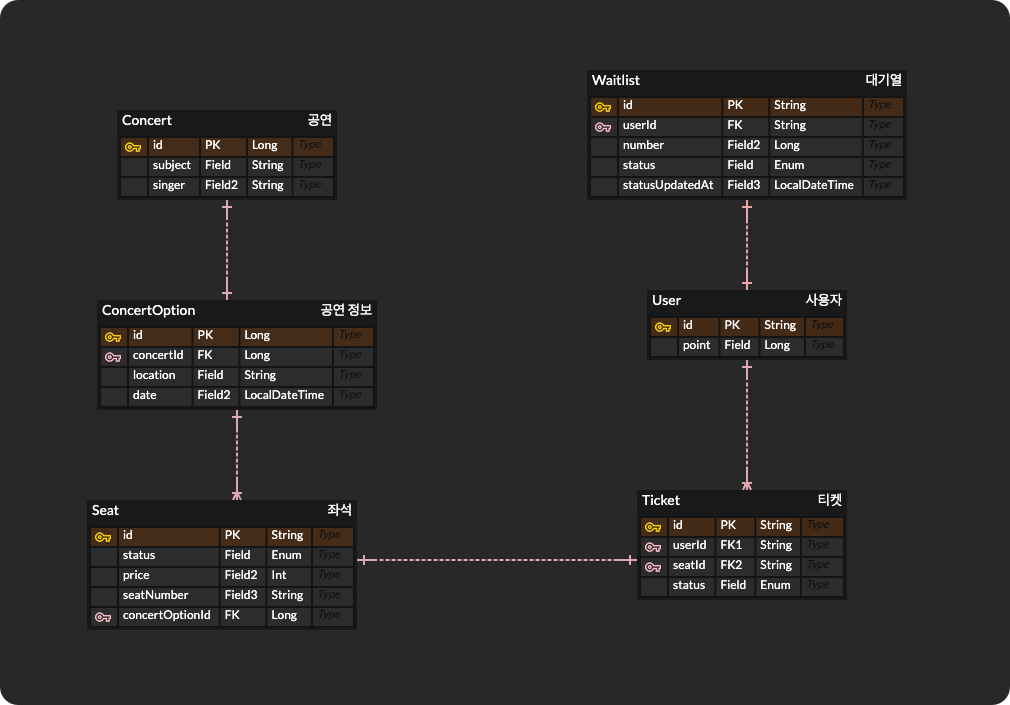 Concert 공연
id PK Long Type
subject Field String Type
singer Field2 String Type
ConcertOption 공연 정보
id PK Long Type
concertId FK Long Type
location Field String Type
date Field2 LocalDateTime Type
Seat 좌석
id PK String Type
status Field Enum Type
price Field2 Int Type
seatNumber Field3 String Type
concertOptionId FK Long Type
Waitlist 대기열
id PK String Type
userId FK String Type
number Field2 Long Type
status Field Enum Type
statusUpdatedAt Field3 LocalDateTime Type
User 사용자
id PK String Type
point Field Long Type
Ticket 티켓
id PK String Type
userId FK1 String Type
seatId FK2 String Type
status Field Enum Type